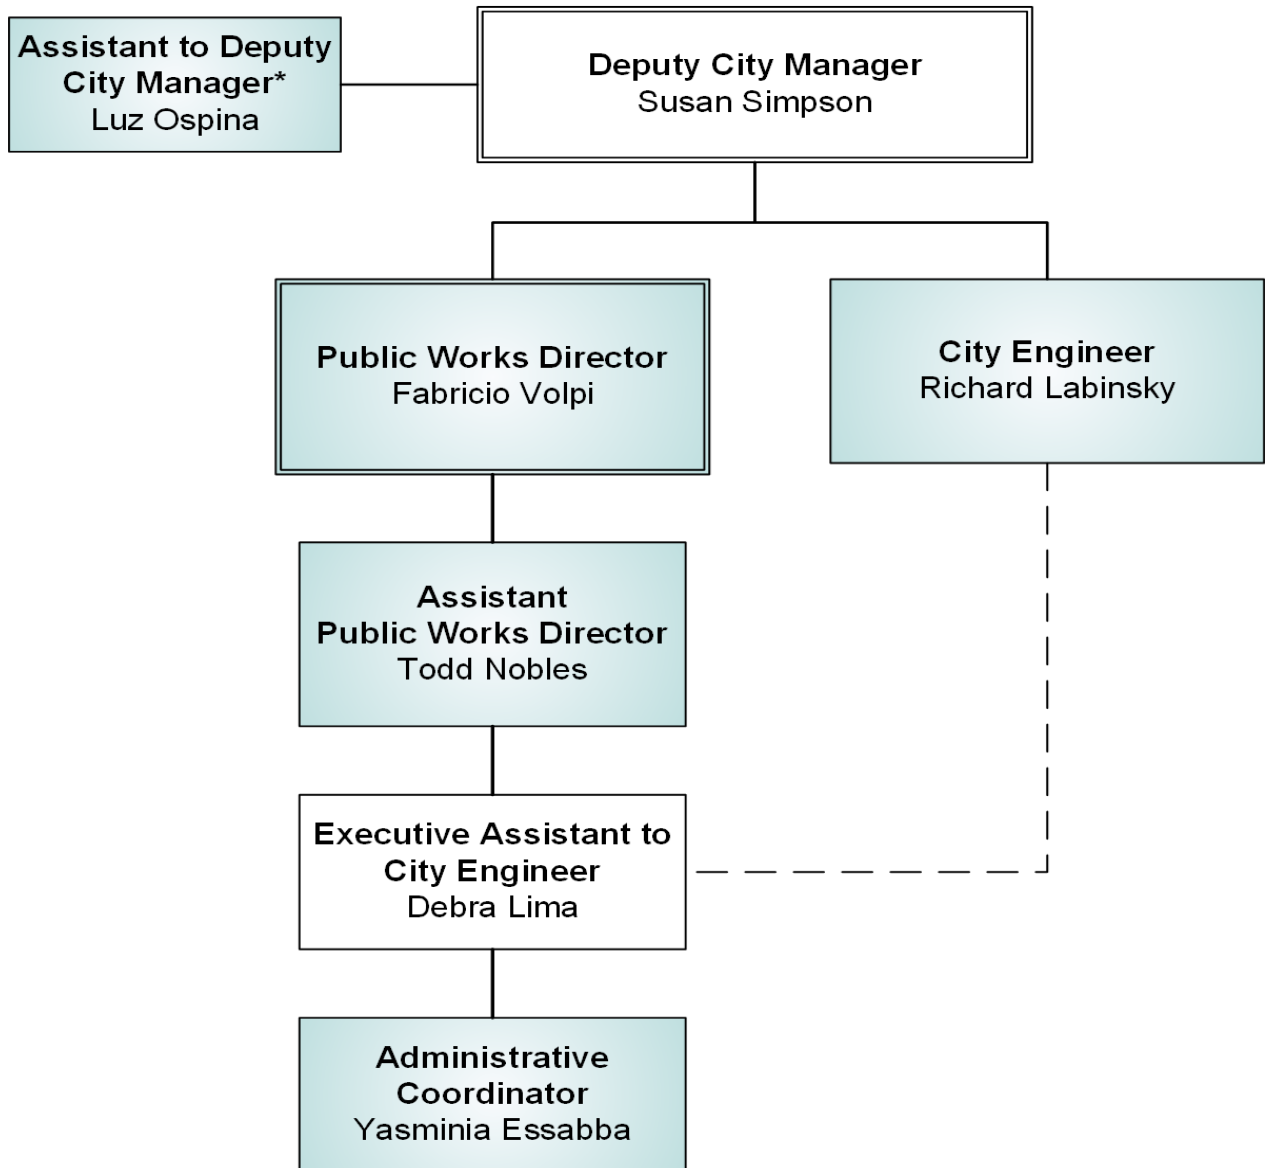 Assistant to Deputy
City Manager*
Luz Ospina
Deputy City Manager
Susan Simpson
Public Works Director
Fabricio Volpi
City Engineer
Richard Labinsky
Assistant
Public Works Director
Todd Nobles
Executive Assistant to
City Engineer
Debra Lima
Administrative
Coordinator
Yasminia Essabba